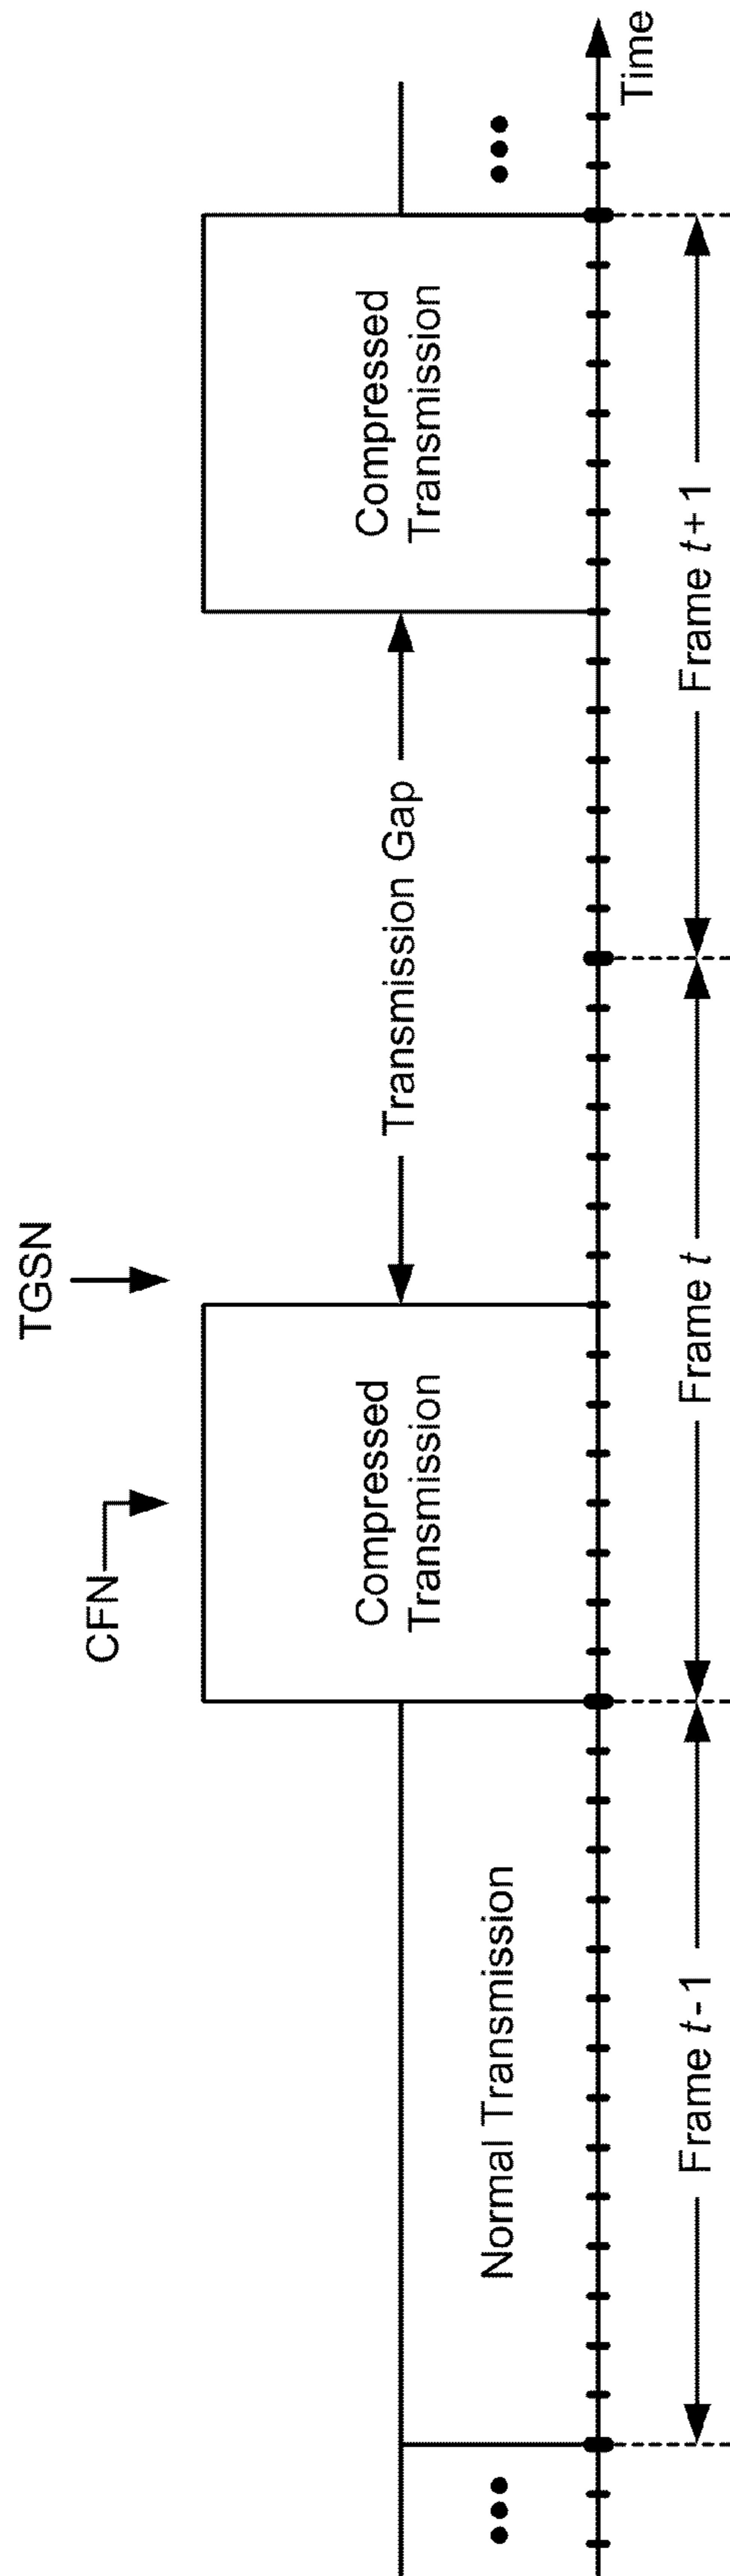 TGSN
CFN
Compressed
Transmission
Transmission Gap
Compressed
Transmission
Normal Transmission
Time
Frame t-1
Frame t
Frame t+1